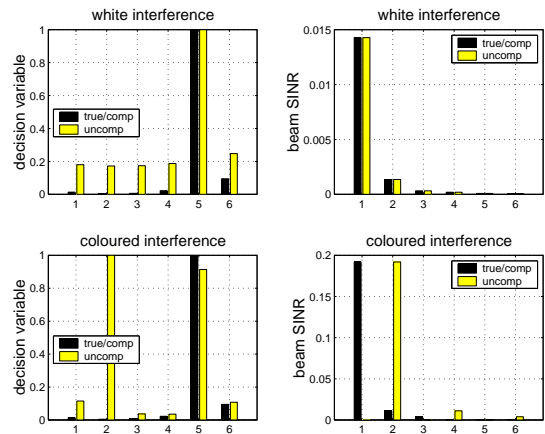 white interference
decision variable
1
0.8
0.6
0.4
0.2
0
true/comp
uncomp
1 2 3 4 5 6
white interference
beam SINR
0.015
0.01
0.005
0
true/comp
uncomp
1 2 3 4 5 6
coloured interference
decision variable
1
0.8
0.6
0.4
0.2
0
true/comp
uncomp
1 2 3 4 5 6
coloured interference
beam SINR
0.2
0.15
0.1
0.05
0
true/comp
uncomp
1 2 3 4 5 6